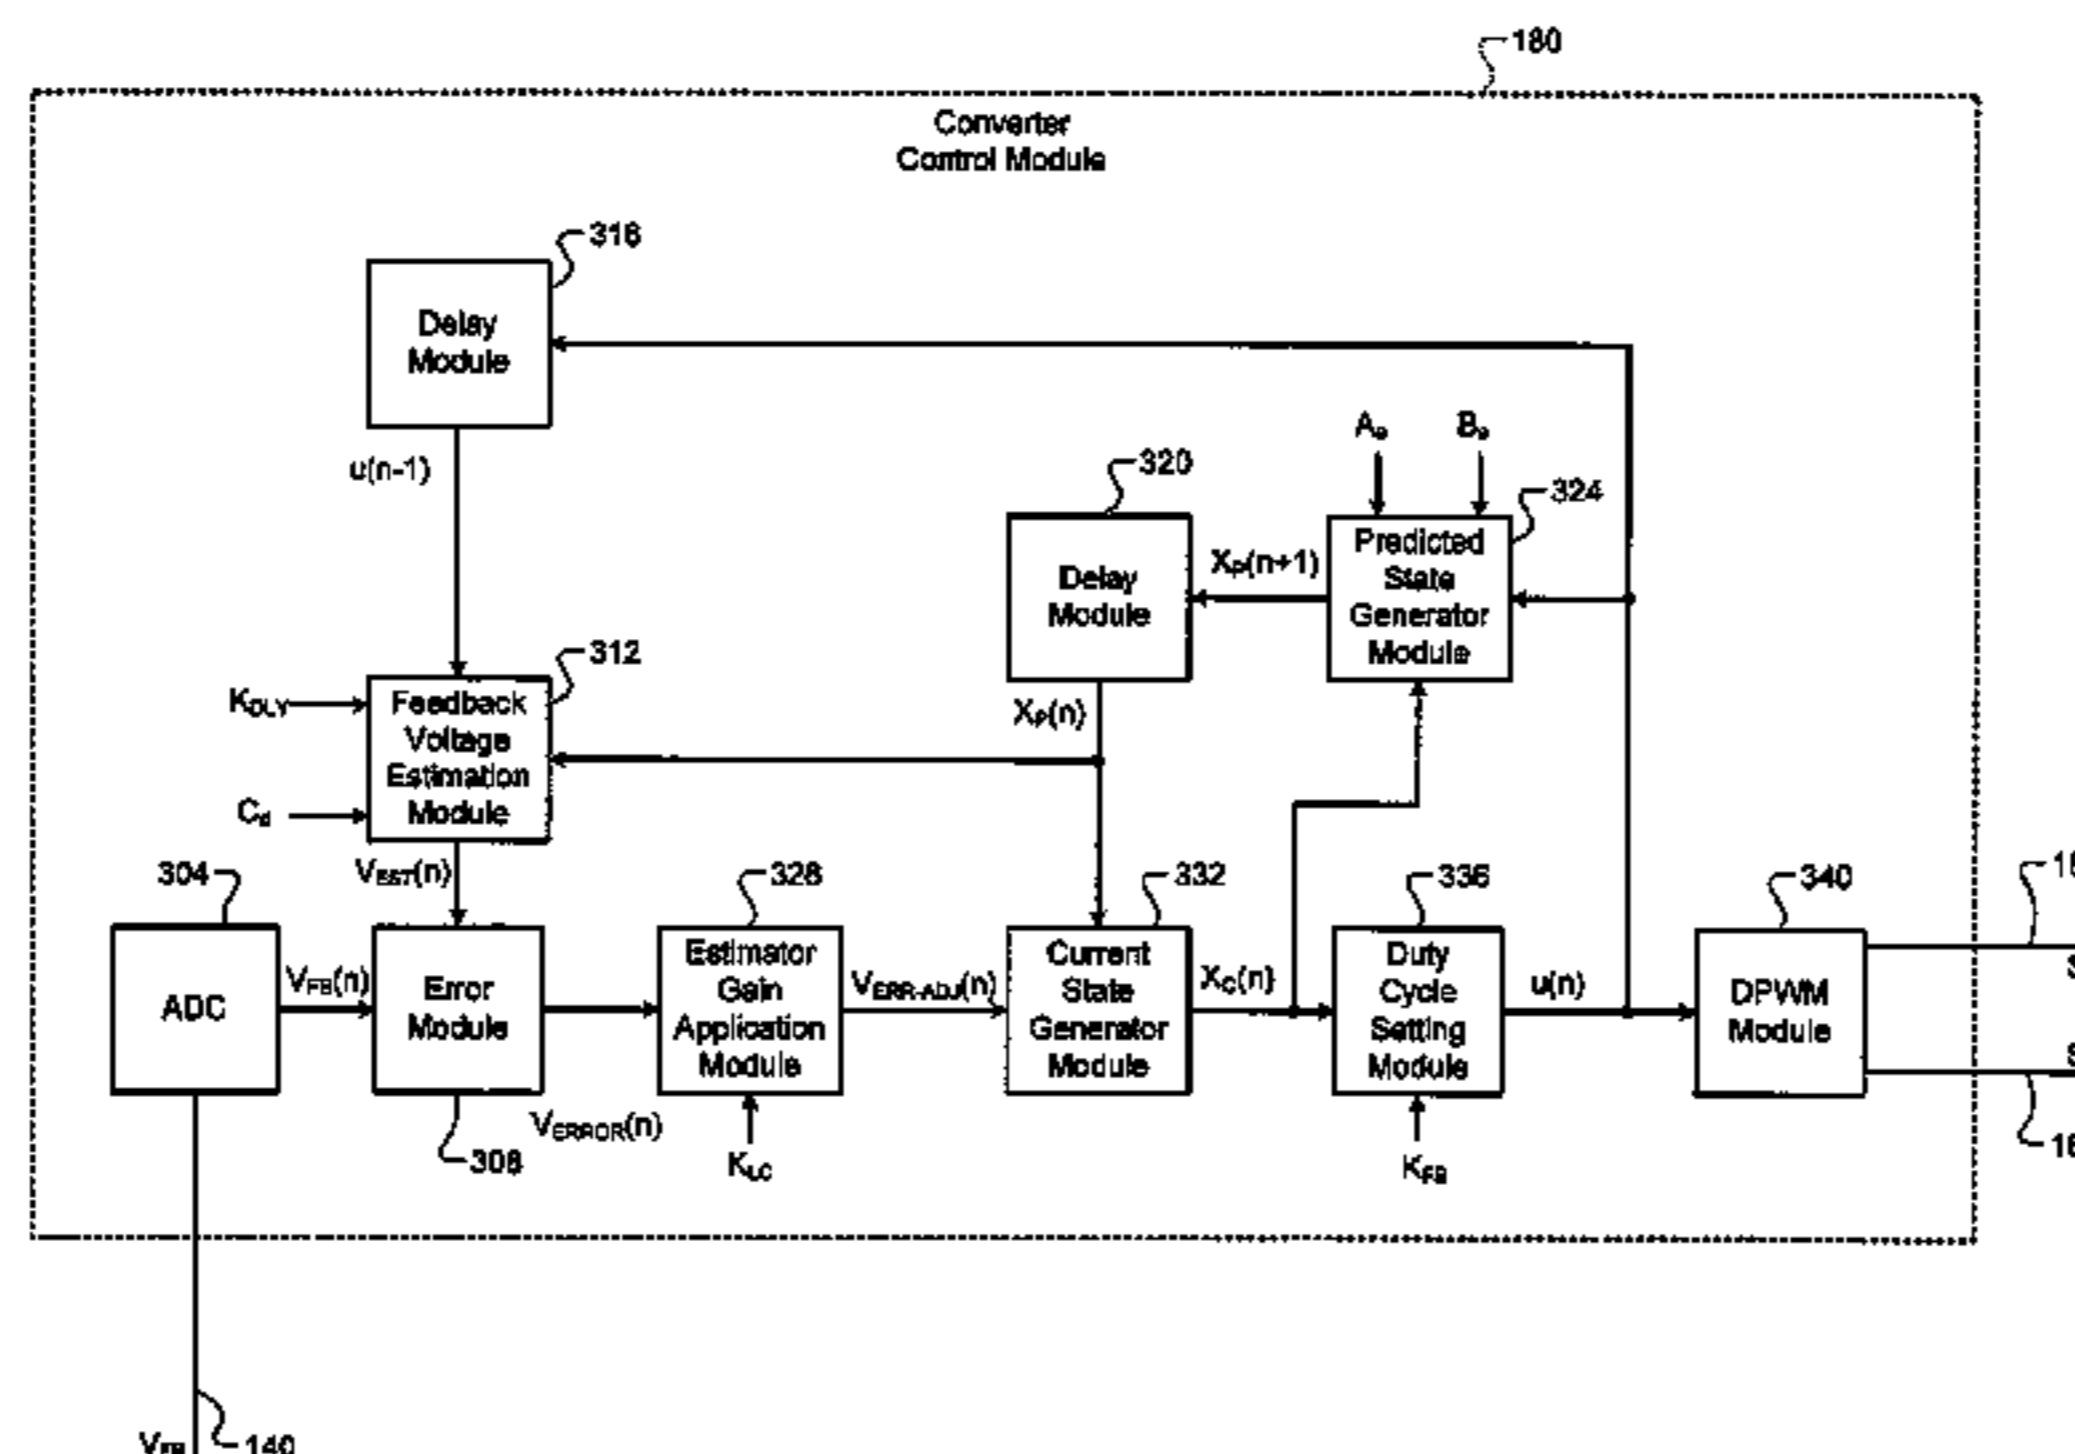 180
Converter
Control Module
316
Delay
Module
u(n-1)
320
Delay
Module
XP(n+1)
324
Predicted
State
Generator
Module
312
KDLY
Cd
Feedback
Voltage
Estimation
Module
XP(n)
VEST(n)
304
ADC
VFB(n)
Error
Module
308
VERROR(n)
328
Estimator
Gain
Application
Module
KLC
VERR-ADJ(n)
332
Current
State
Generator
Module
XC(n)
336
Duty
Cycle
Setting
Module
KFB
u(n)
340
DPWM
Module
VFB
140